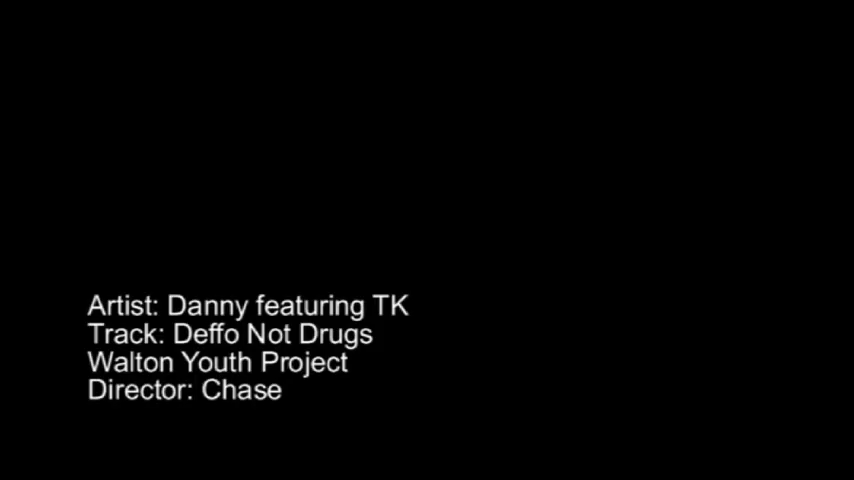 Artist: Danny featuring TK
Track: Deffo Not Drugs
Walton Youth Project
Director: Chase